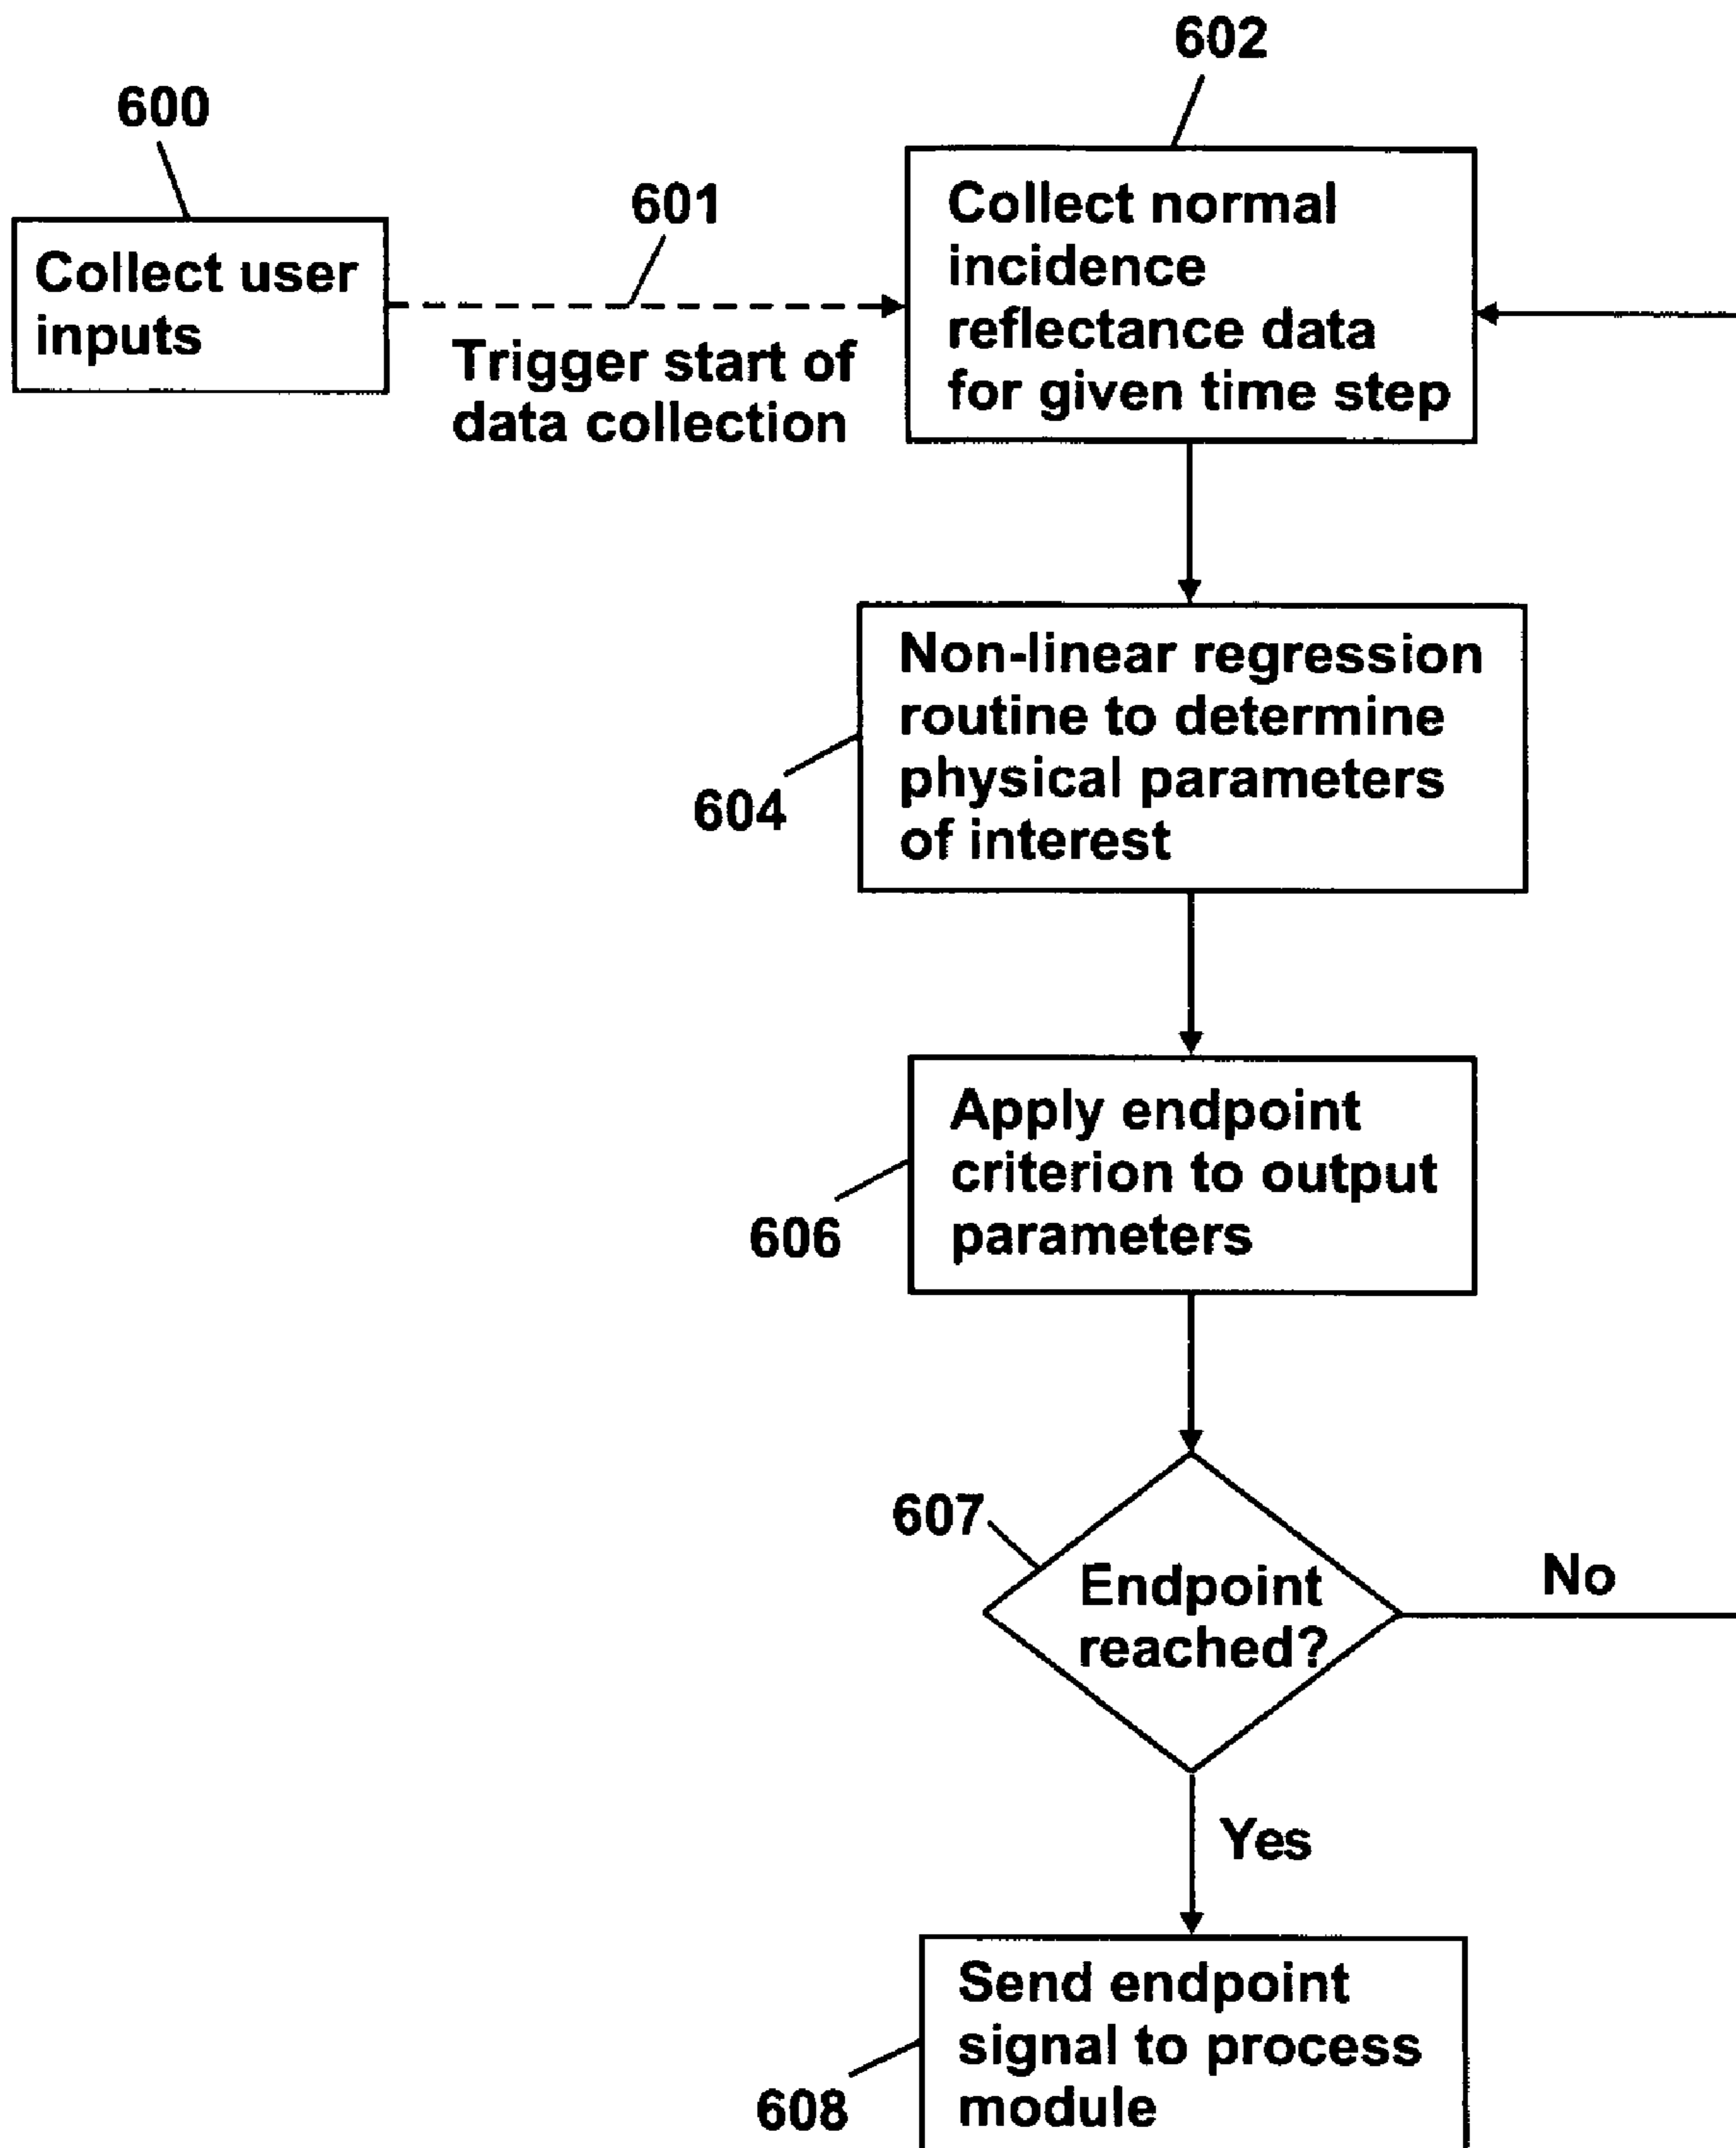 602
600
601
Collect user
inputs
Trigger start of
data collection
Collect normal
incidence
reflectance data
for given time step
Non-linear regression
routine to determine
physical parameters
of interest
604
Apply endpoint
criterion to output
parameters
606
607
Endpoint
reached?
No
Yes
Send endpoint
signal to process
module
608